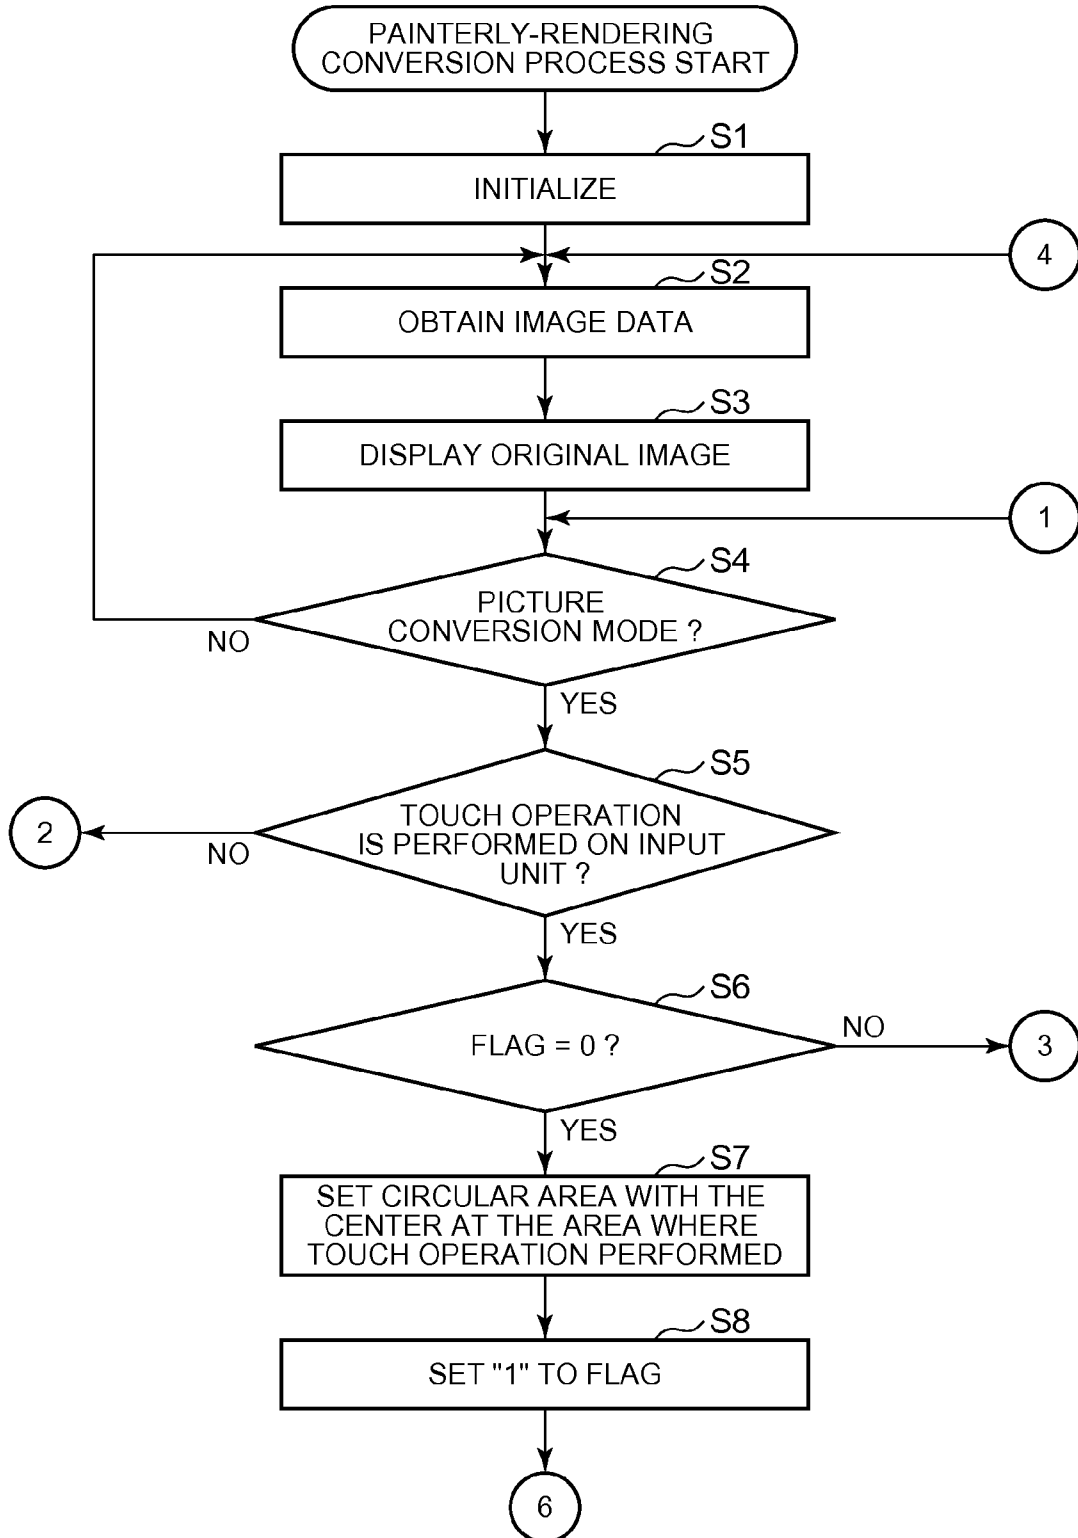 PAINTERLY-RENDERING
CONVERSION PROCESS START
S1
INITIALIZE
4
S2
OBTAIN IMAGE DATA
S3
DISPLAY ORIGINAL IMAGE
1
S4
PICTURE
CONVERSION MODE ?
NO
YES
S5
TOUCH OPERATION
IS PERFORMED ON INPUT
UNIT ?
2
NO
YES
S6
FLAG = 0 ?
NO
3
YES
S7
SET CIRCULAR AREA WITH THE
CENTER AT THE AREA WHERE
TOUCH OPERATION PERFORMED
S8
SET "1" TO FLAG
6